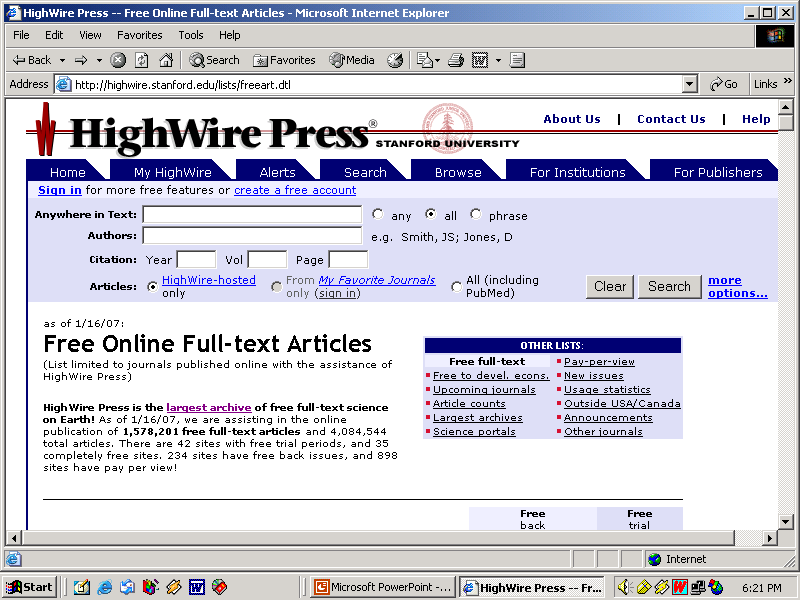 HighWire Press -- Free Online Full-text Articles - Microsoft Internet Explorer
File Edit View Favorites Tools Help
Back Search Favorites Media
Address http://highwire.stanford.edu/lists/freeart.dtl Go Links »
HighWire Press® STANFORD UNIVERSITY
About Us | Contact Us | Help
Home My HighWire Alerts Search Browse For Institutions For Publishers
Sign in for more free features or create a free account
Anywhere in Text: any all phrase
Authors: e.g. Smith, JS; Jones, D
Citation: Year Vol Page
Articles: HighWire-hosted only From My Favorite Journals only (sign in) All (including PubMed) Clear Search more options...
as of 1/16/07:
Free Online Full-text Articles
(List limited to journals published online with the assistance of
HighWire Press)
HighWire Press is the largest archive of free full-text science
on Earth! As of 1/16/07, we are assisting in the online
publication of 1,578,201 free full-text articles and 4,084,544
total articles. There are 42 sites with free trial periods, and 35
completely free sites. 234 sites have free back issues, and 898
sites have pay per view!
OTHER LISTS:
Free full-text Pay-per-view
Free to devel. econs. New issues
Upcoming journals Usage statistics
Article counts Outside USA/Canada
Largest archives Announcements
Science portals Other journals
Free Free
back trial
Internet
Start Microsoft PowerPoint -... HighWire Press -- Fr... 6:21 PM